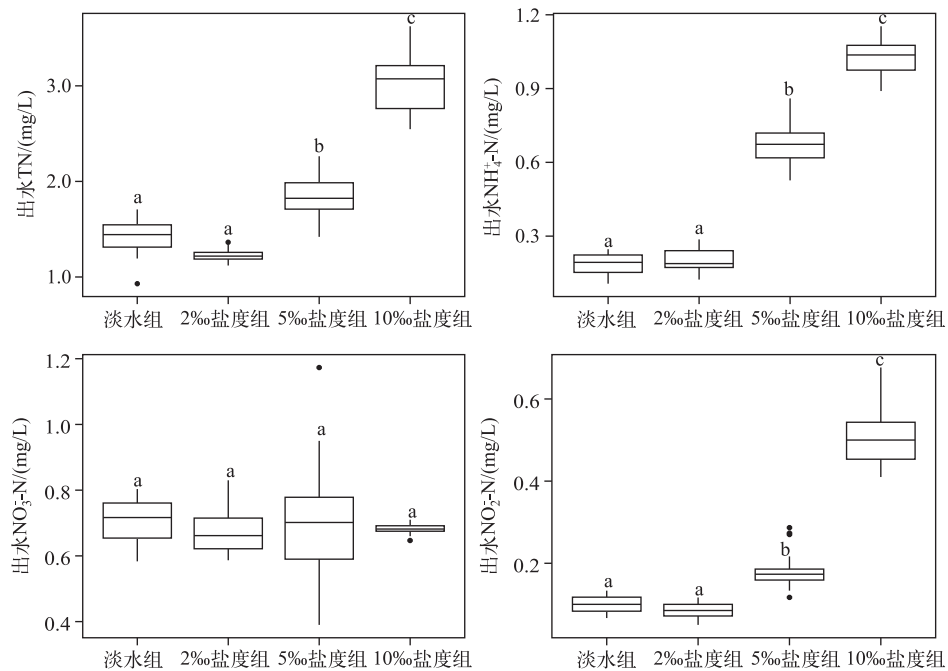 出水TN/(mg/L)
3.0
2.0
1.0
a
a
b
c
淡水组 2‰盐度组 5‰盐度组 10‰盐度组
出水NH₄⁺-N/(mg/L)
1.2
0.9
0.6
0.3
a
a
b
c
淡水组 2‰盐度组 5‰盐度组 10‰盐度组
出水NO₃⁻-N/(mg/L)
1.2
1.0
0.8
0.6
0.4
a
a
a
a
淡水组 2‰盐度组 5‰盐度组 10‰盐度组
出水NO₂⁻-N/(mg/L)
0.6
0.4
0.2
a
a
b
c
淡水组 2‰盐度组 5‰盐度组 10‰盐度组